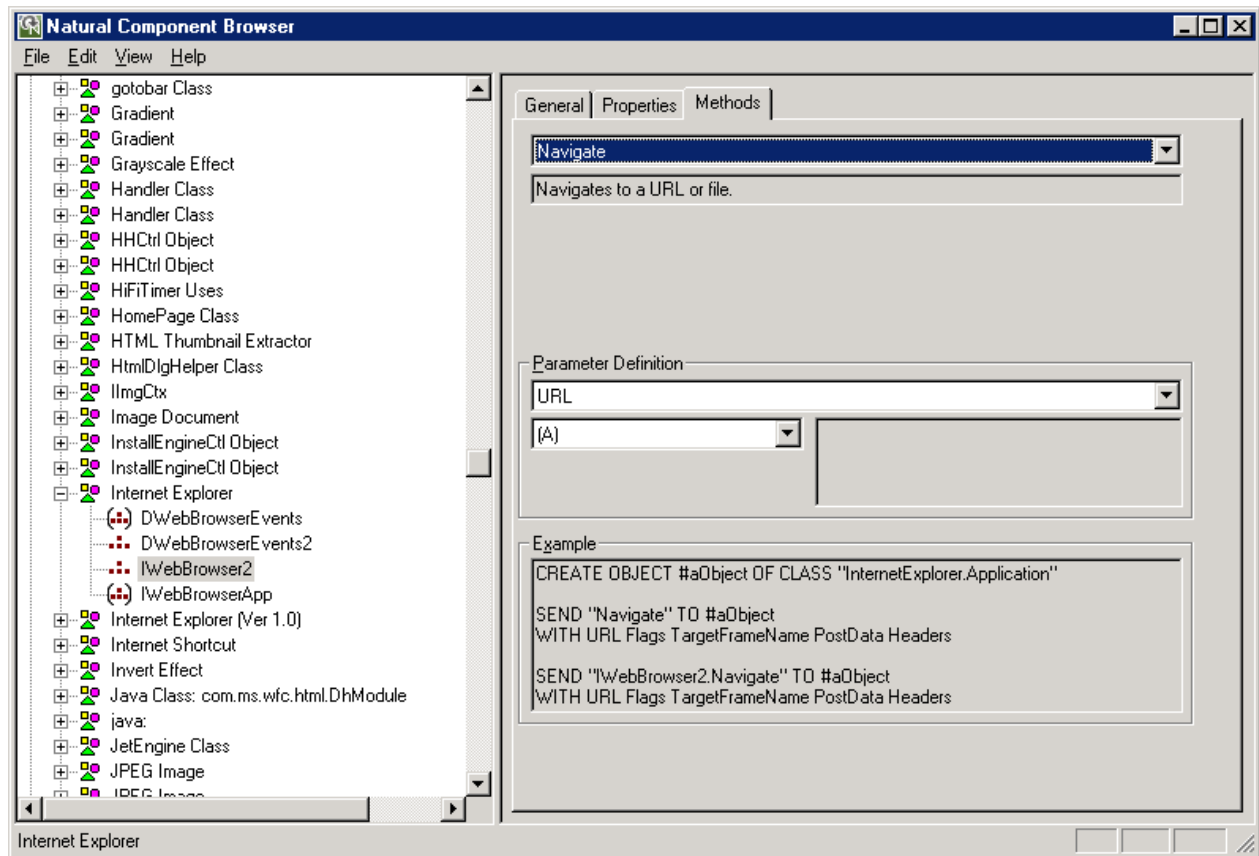 Natural Component Browser
File Edit View Help
gotobar Class
Gradient
Gradient
Grayscale Effect
Handler Class
Handler Class
HHCtrl Object
HHCtrl Object
HiFiTimer Uses
HomePage Class
HTML Thumbnail Extractor
HtmlDlgHelper Class
IImgCtx
Image Document
InstallEngineCtl Object
InstallEngineCtl Object
Internet Explorer
DWebBrowserEvents
DWebBrowserEvents2
IWebBrowser2
IWebBrowserApp
Internet Explorer (Ver 1.0)
Internet Shortcut
Invert Effect
Java Class: com.ms.wfc.html.DhModule
java:
JetEngine Class
JPEG Image
JPEG Image
General Properties Methods
Navigate
Navigates to a URL or file.
Parameter Definition
URL
(A)
Example
CREATE OBJECT #aObject OF CLASS "InternetExplorer.Application"
SEND "Navigate" TO #aObject
WITH URL Flags TargetFrameName PostData Headers
SEND "IWebBrowser2.Navigate" TO #aObject
WITH URL Flags TargetFrameName PostData Headers
Internet Explorer